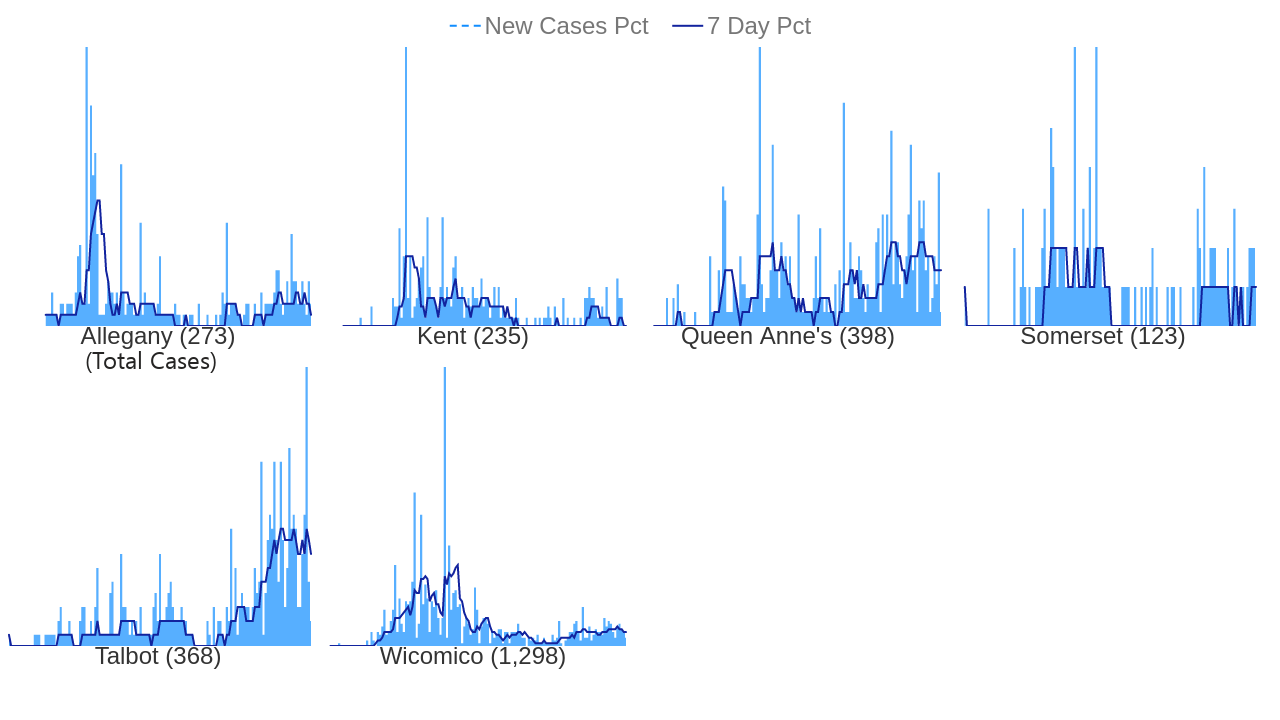 New Cases Pct 7 Day Pct
Allegany (273)
(Total Cases)
Kent (235)
Queen Anne's (398)
Somerset (123)
Talbot (368)
Wicomico (1,298)